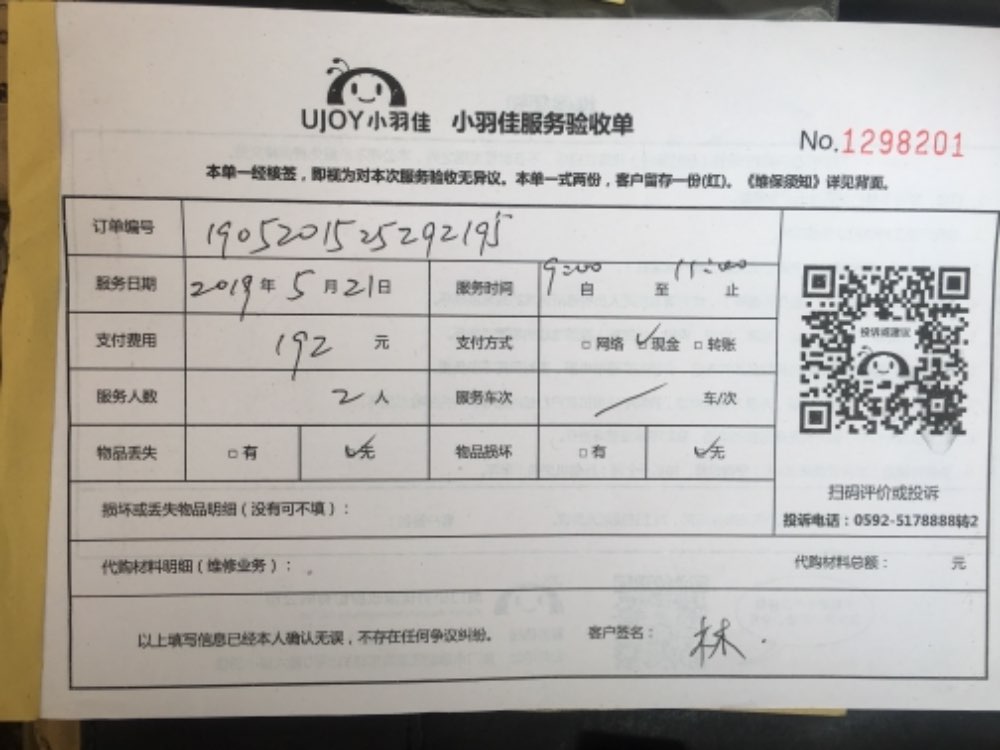 UJOY小羽佳 小羽佳服务验收单
No.1298201
本单一经核签，即视为对本次服务验收无异议。本单一式两份，客户留存一份(红)。《维保须知》详见背面。
订单编号 1905201525292195
服务日期 2019年5月21日 服务时间 9:00自 至 11:00止
支付费用 192 元 支付方式 □网络 ✓现金 □转账
投诉或建议
服务人数 2人 服务车次 / 车/次
物品丢失 □有 ✓无 物品损坏 □有 ✓无
扫码评价或投诉
损坏或丢失物品明细（没有可不填）：
投诉电话：0592-5178888转2
代购材料明细（维修业务）： 代购材料总额： 元
以上填写信息已经本人确认无误，不存在任何争议纠纷。 客户签名： 林.